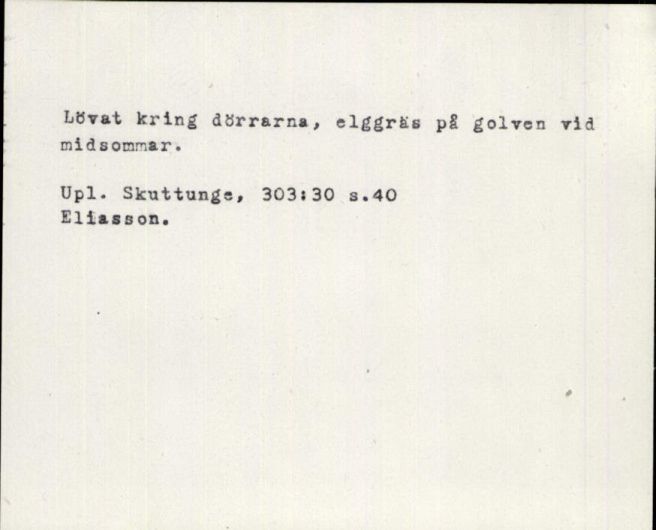 Lövat kring dörrarna, elggräs på golven vid
midsommar.
Upl. Skuttunge, 303:30 s.40
Eliasson.